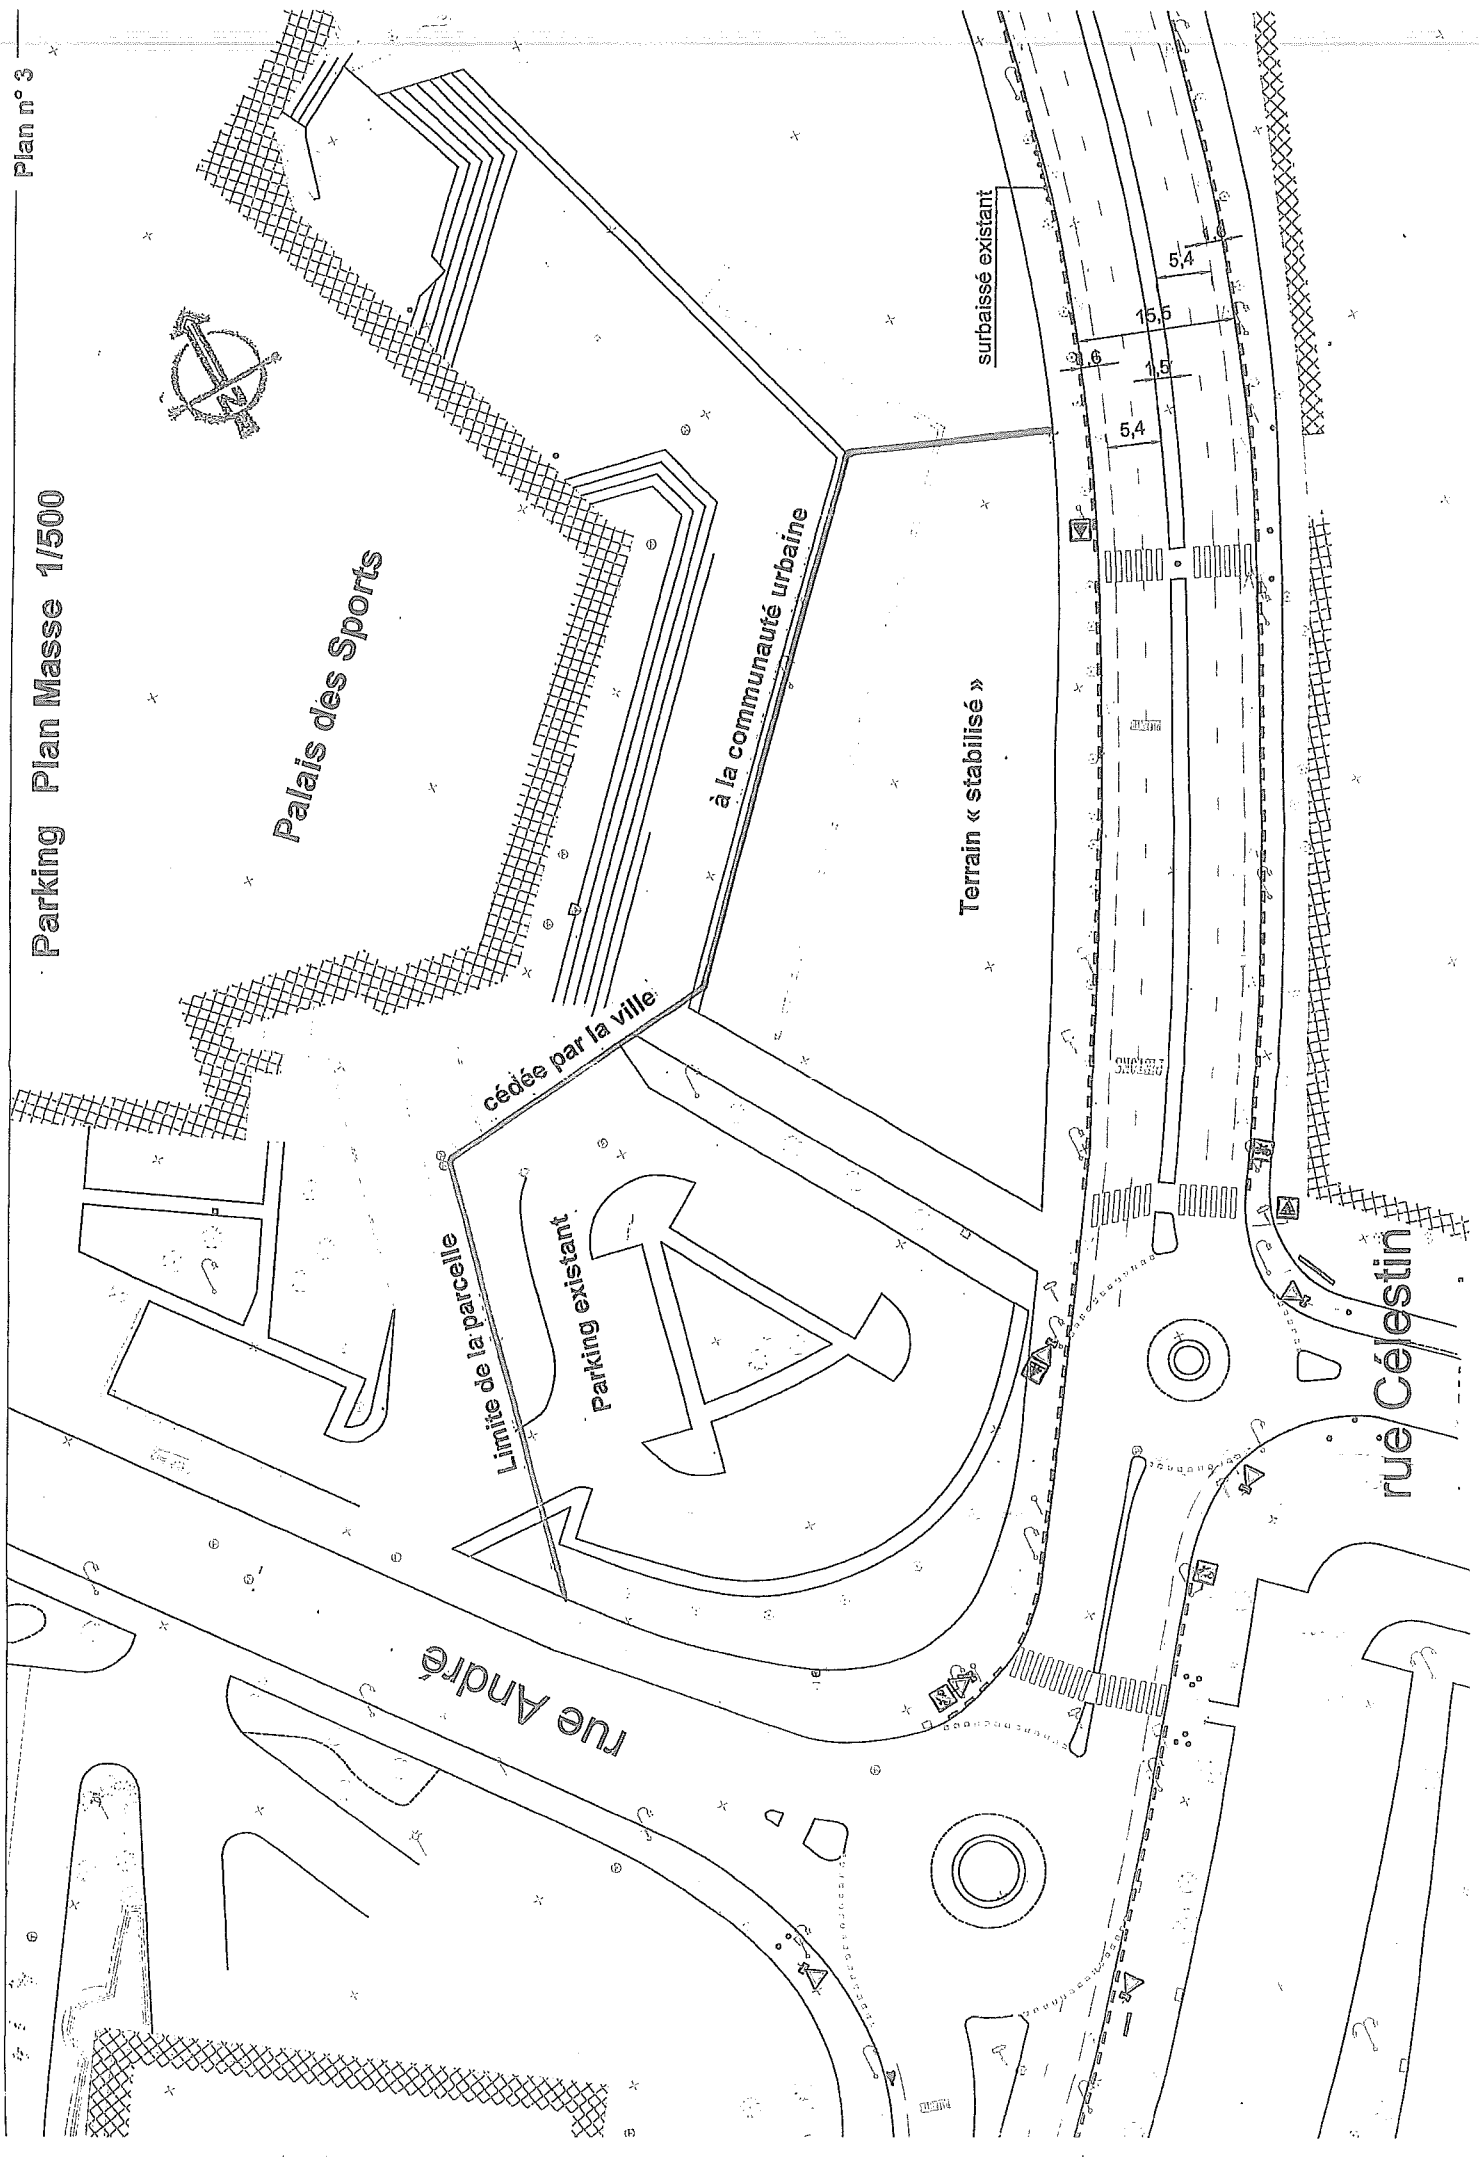 Plan n° 3
Parking Plan Masse 1/500
Palais des Sports
N
surbaissé existant
5,4
15,5
,6
1,5
5,4
à la communauté urbaine
Terrain « stabilisé »
cédée par la ville
Limite de la parcelle
Parking existant
PIETONS
rue André
rue Célestin